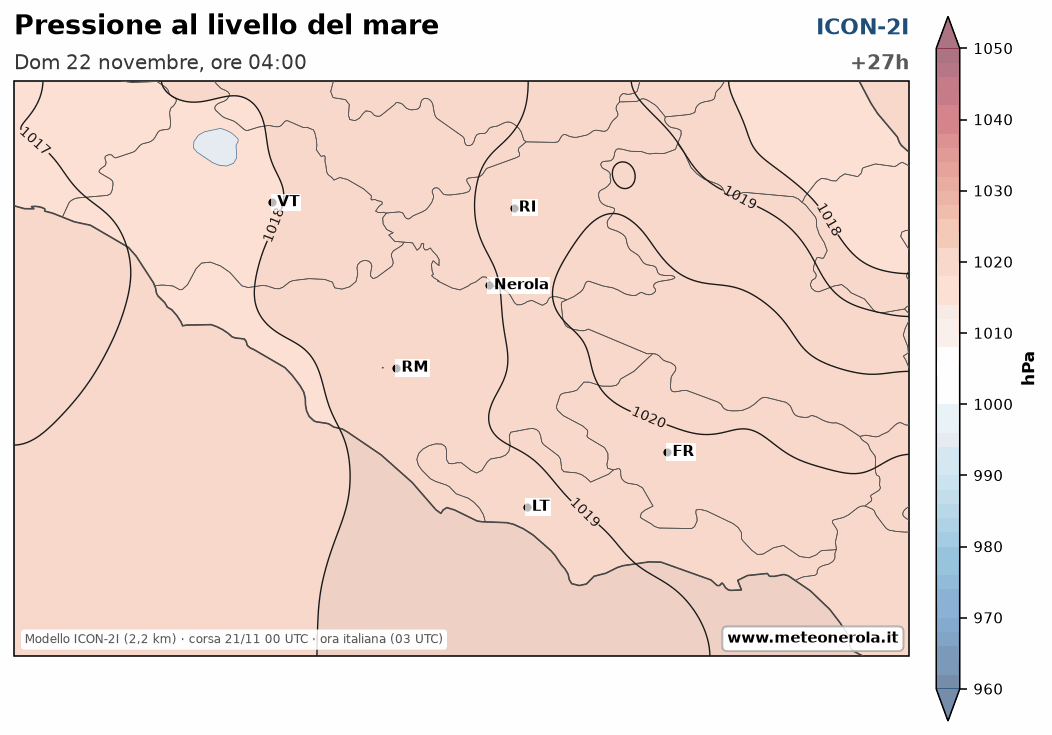 Pressione al livello del mare
ICON-2I
Dom 22 novembre, ore 04:00
+27h
1050
1040
1030
1020
1010
1000
990
980
970
960
hPa
1017
1018
1019
1018
1020
1019
VT
RI
Nerola
RM
FR
LT
Modello ICON-2I (2,2 km) · corsa 21/11 00 UTC · ora italiana (03 UTC)
www.meteonerola.it